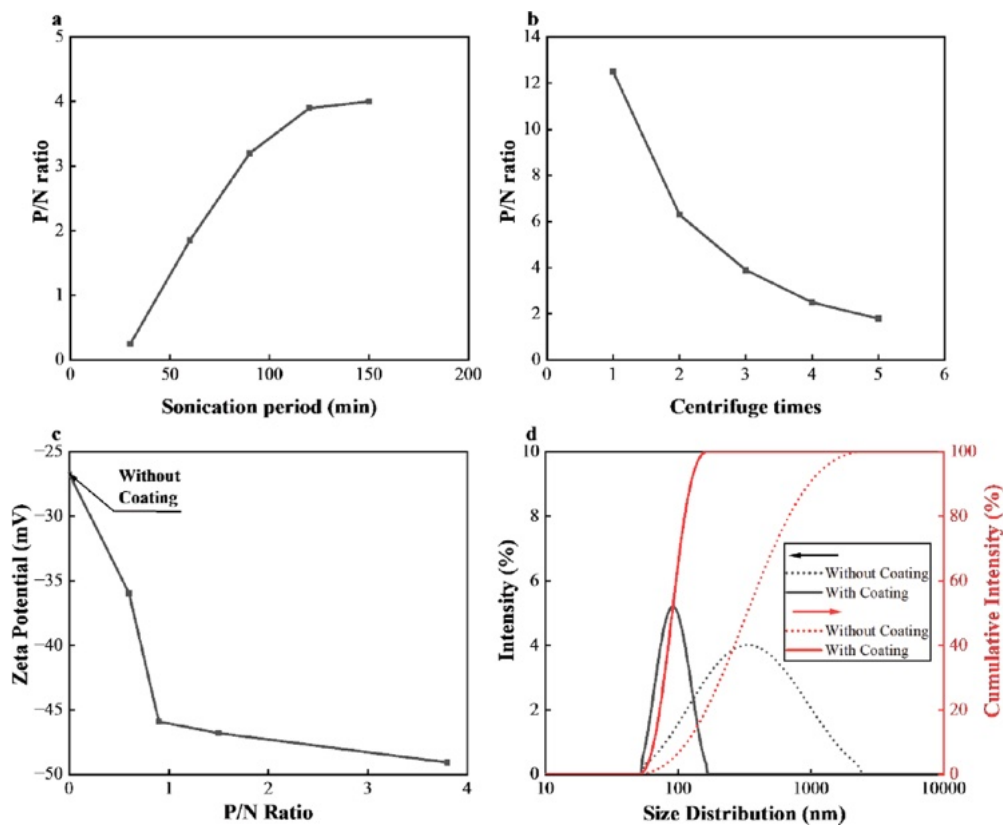 a
P/N ratio
5
4
3
2
1
0
0 50 100 150 200
Sonication period (min)
b
P/N ratio
14
12
10
8
6
4
2
0
0 1 2 3 4 5 6
Centrifuge times
c
Zeta Potential (mV)
−25
−30
−35
−40
−45
−50
Without
Coating
0 1 2 3 4
P/N Ratio
d
Intensity (%)
10
8
6
4
2
0
Without Coating
With Coating
Without Coating
With Coating
100
80
60
40
20
0
Cumulative Intensity (%)
10 100 1000 10000
Size Distribution (nm)